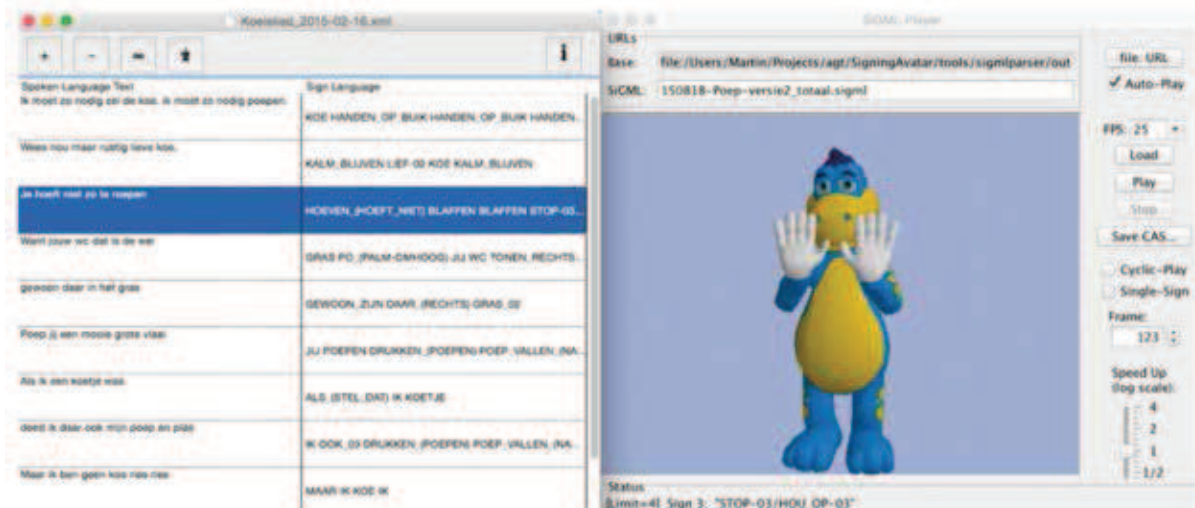 Koeielied_2015-02-16.xml
+ - i
Spoken Language Text Sign Language
Ik moet zo nodig zei de koe, ik moet zo nodig poepen.
KOE HANDEN_OP_BUIK HANDEN_OP_BUIK HANDEN...
Wees nou maar rustig lieve koe.
KALM_BLIJVEN LIEF-02 KOE KALM_BLIJVEN
Je hoeft niet zo te roepen
HOEVEN_(HOEFT_NIET) BLAFFEN BLAFFEN STOP-03...
Want jouw wc dat is de wei
GRAS PO_(PALM-OMHOOG) JIJ WC TONEN_RECHTS...
gewoon daar in het gras
GEWOON_ZIJN DAAR_(RECHTS) GRAS_02
Poep jij een mooie grote vlaai
JIJ POEPEN DRUKKEN_(POEPEN) POEP_VALLEN_(NA...
Als ik een koetje was
ALS_(STEL_DAT) IK KOETJE
deed ik daar ook mijn poep en plas
IK OOK_03 DRUKKEN_(POEPEN) POEP_VALLEN_(NA...
Maar ik ben geen koe nee nee
MAAR IK KOE IK
SiGML Player
URLs
Base: file:/Users/Martin/Projects/agt/SigningAvatar/tools/sigmlparser/out
SiGML: 150818-Poep-versie2_totaal.sigml
file: URL
Auto-Play
FPS: 25
Load
Play
Stop
Save CAS...
Cyclic-Play
Single-Sign
Frame:
123
Speed Up
(log scale):
4
2
1
1/2
Status
[Limit=4] Sign 3: "STOP-03/HOU_OP-03"